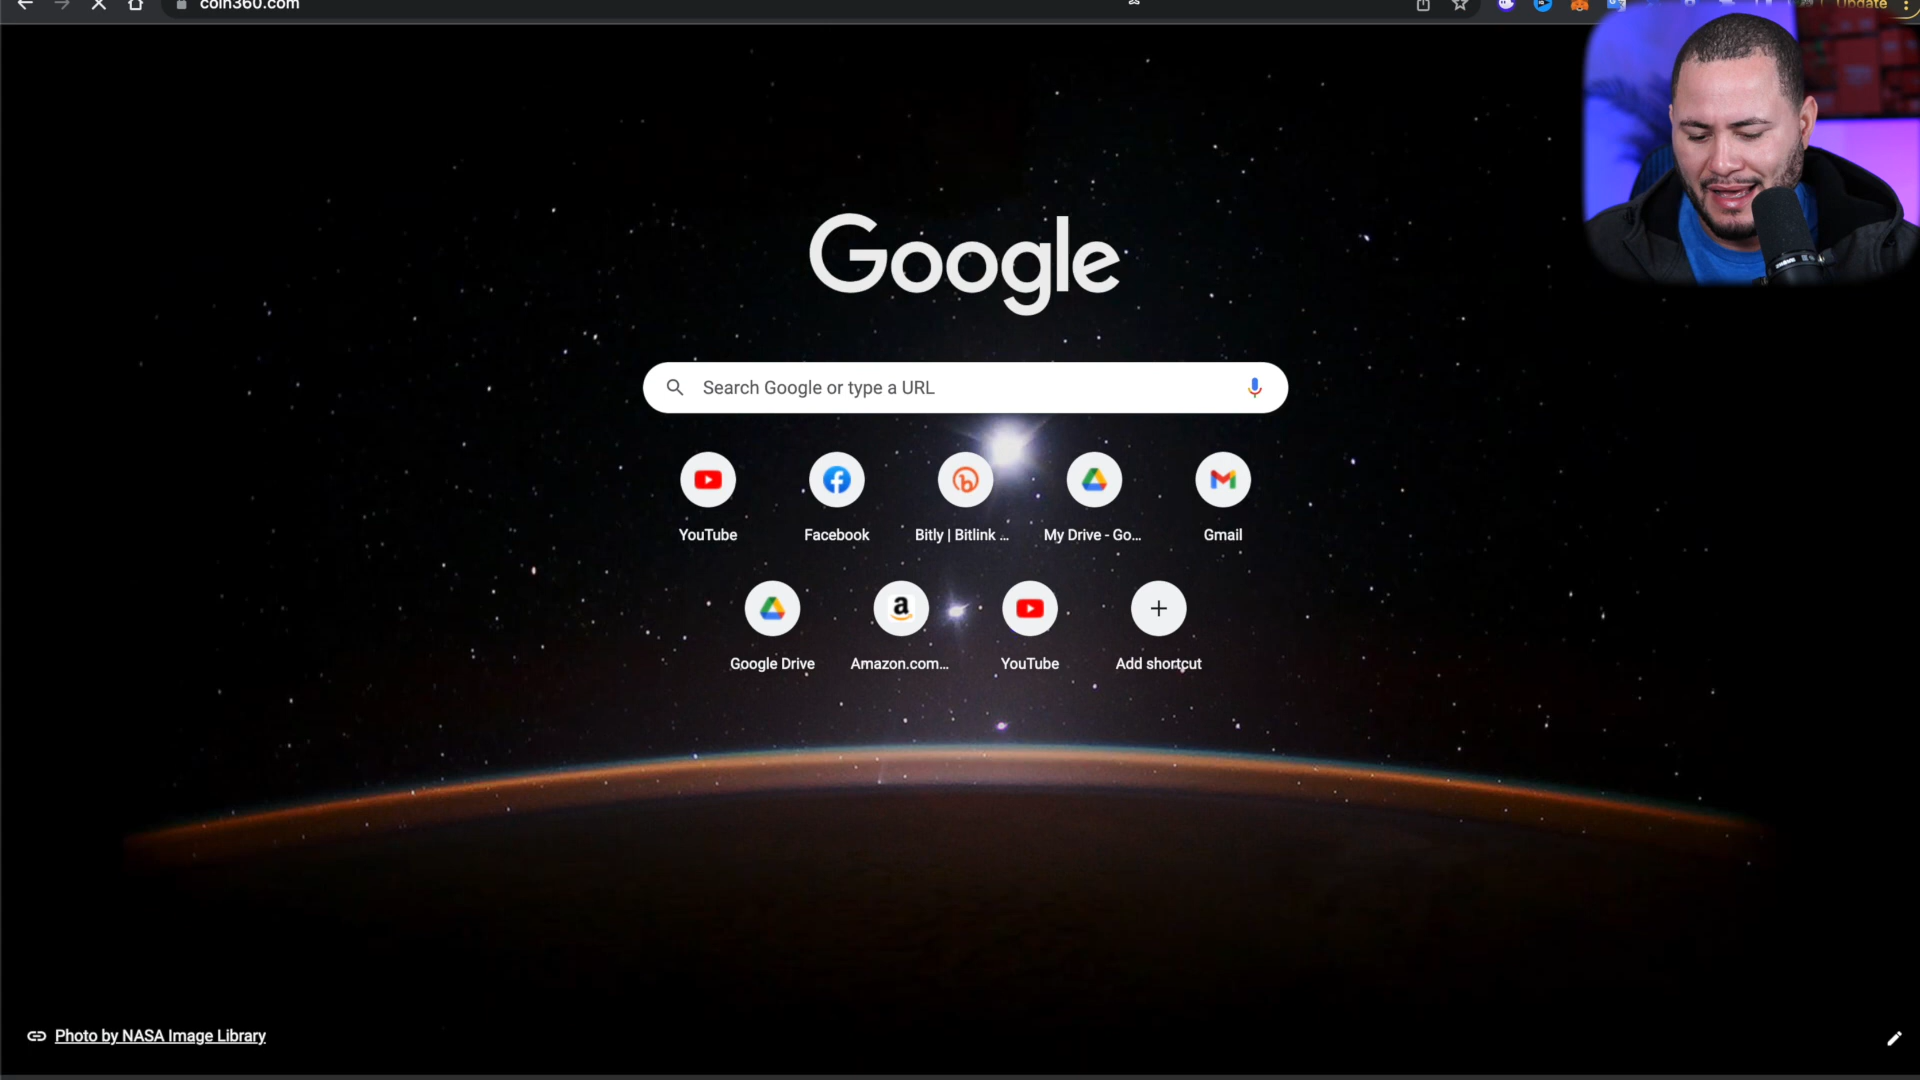 coin360.com
Update
Google
Search Google or type a URL
YouTube
Facebook
Bitly | Bitlink ...
My Drive - Go...
Gmail
Google Drive
Amazon.com...
YouTube
Add shortcut
Photo by NASA Image Library